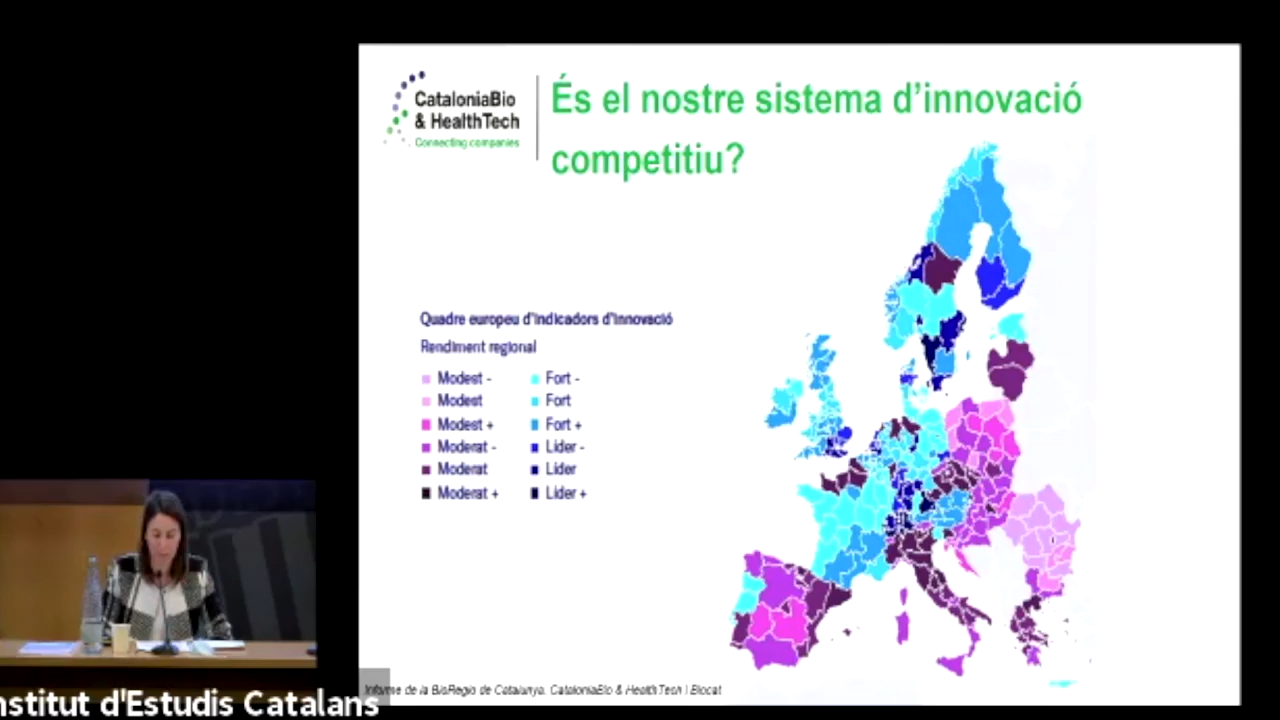 CataloniaBio
& HealthTech
Connecting companies
És el nostre sistema d'innovació
competitiu?
Quadre europeu d'indicadors d'innovació
Rendiment regional
Modest -
Modest
Modest +
Moderat -
Moderat
Moderat +
Fort -
Fort
Fort +
Líder -
Líder
Líder +
Informe de la BioRegio de Catalunya. CataloniaBio & HealthTech i Biocat
nstitut d'Estudis Catalans